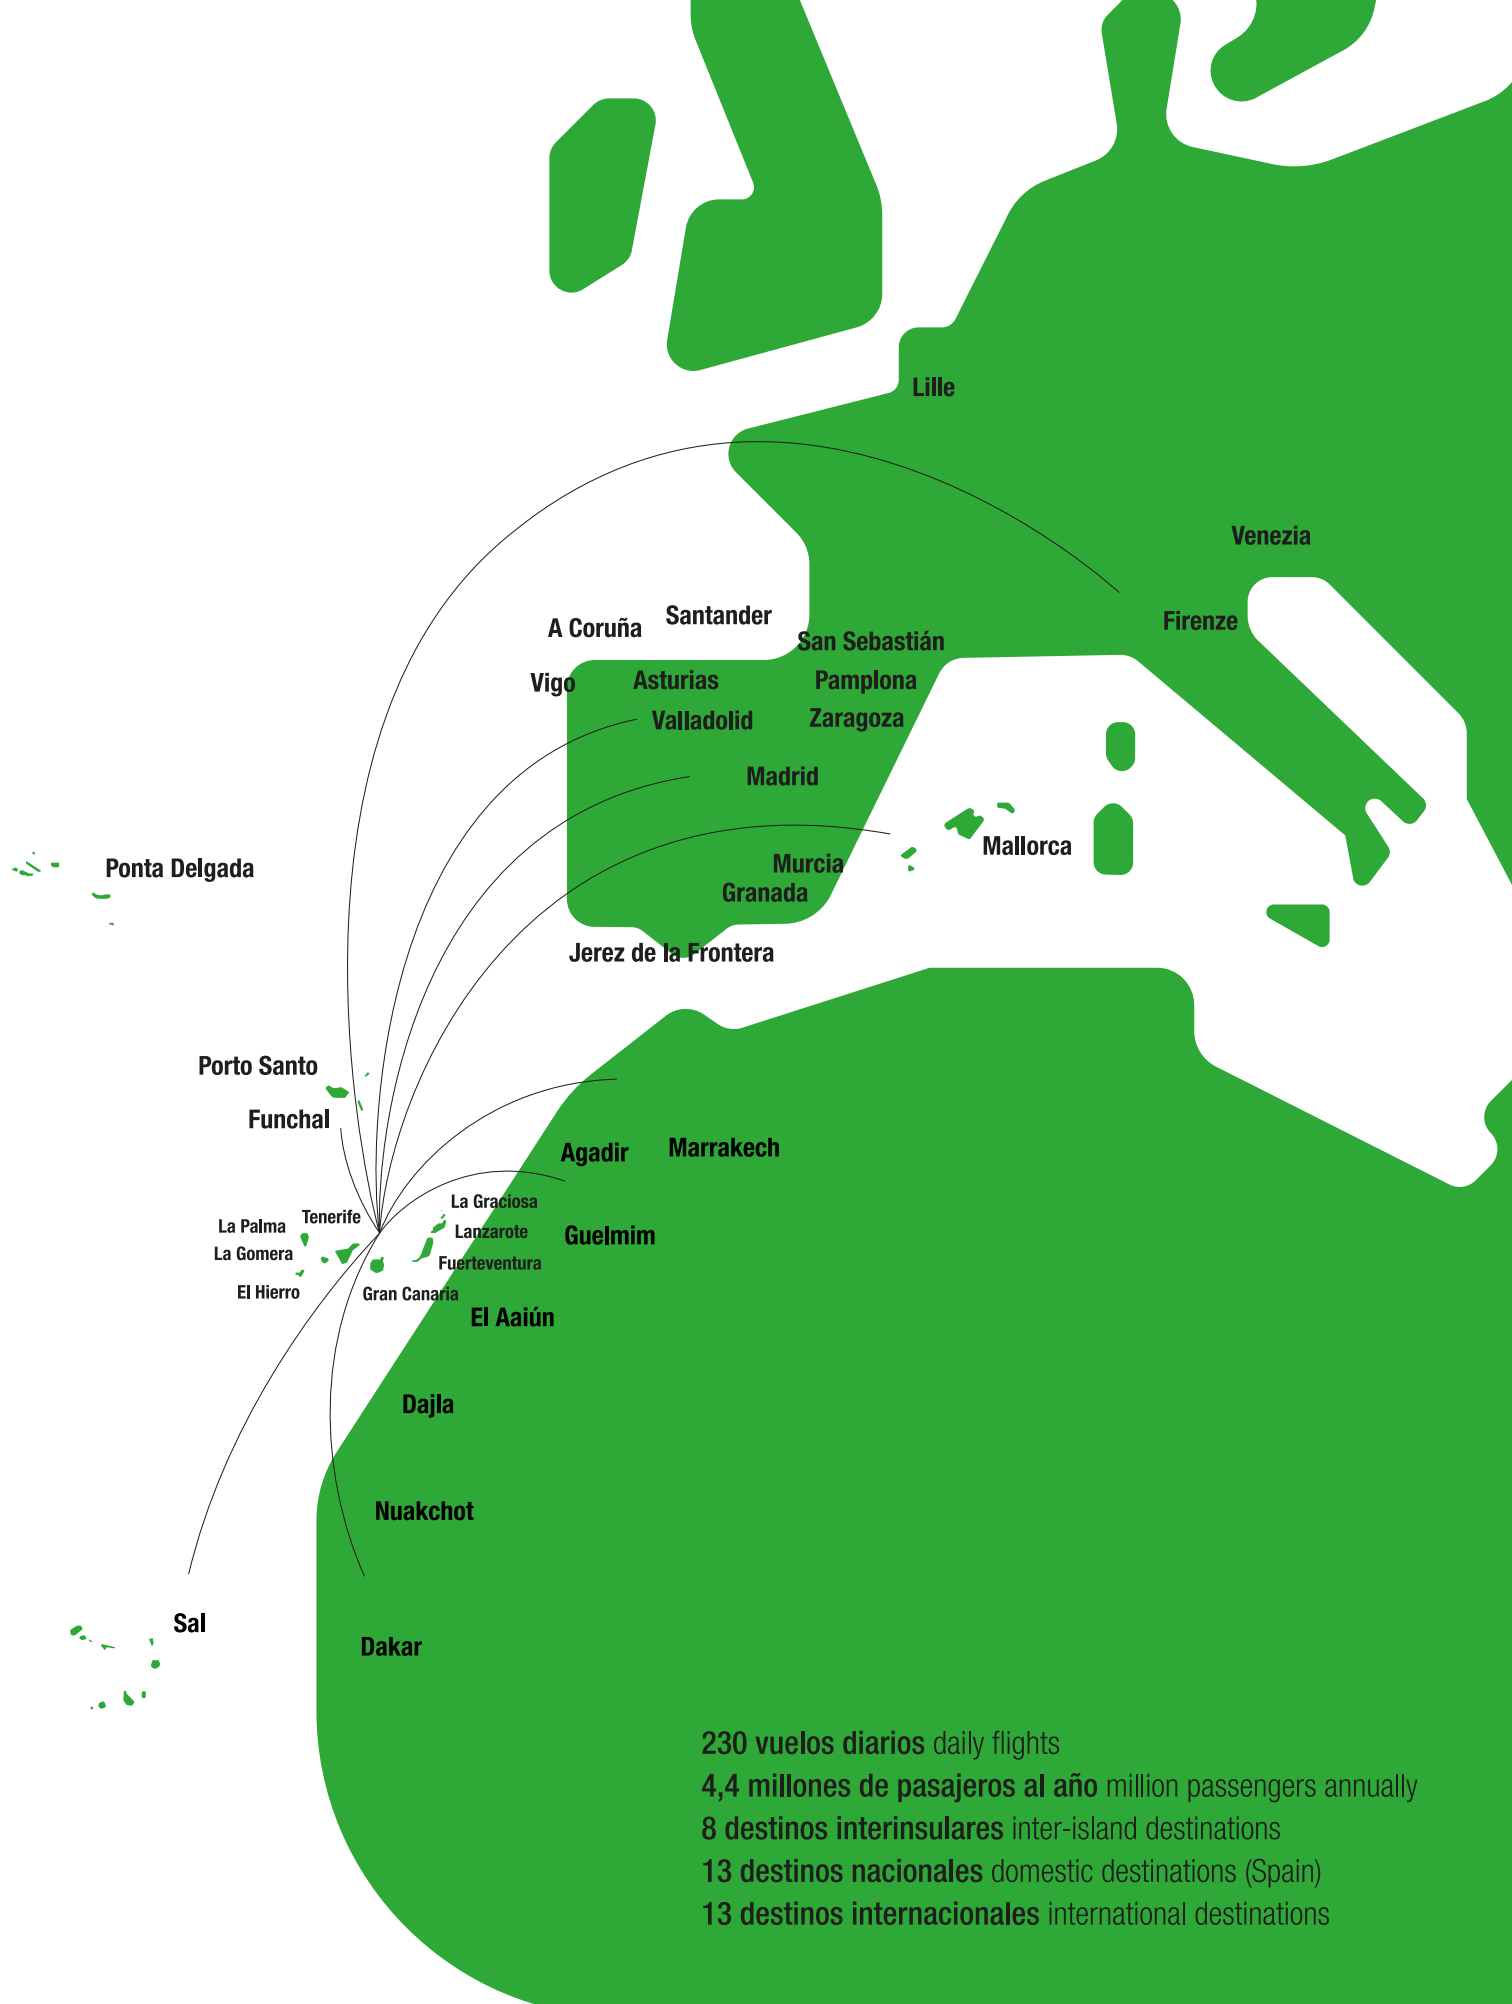 Lille
Venezia
Firenze
Santander
A Coruña
San Sebastián
Vigo
Asturias
Pamplona
Valladolid
Zaragoza
Madrid
Mallorca
Murcia
Granada
Ponta Delgada
Jerez de la Frontera
Porto Santo
Funchal
Agadir
Marrakech
La Graciosa
Tenerife
La Palma
Lanzarote
Guelmim
La Gomera
Fuerteventura
El Hierro
Gran Canaria
El Aaiún
Dajla
Nuakchot
Sal
Dakar
230 vuelos diarios daily flights
4,4 millones de pasajeros al año million passengers annually
8 destinos interinsulares inter-island destinations
13 destinos nacionales domestic destinations (Spain)
13 destinos internacionales international destinations